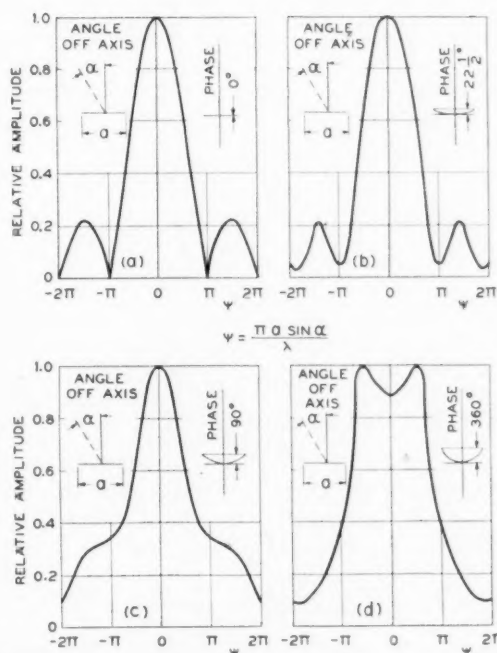 1.0
0.8
0.6
0.4
0.2
RELATIVE AMPLITUDE
ANGLE
OFF AXIS
α
a
PHASE
0°
(a)
-2π -π 0 π 2π
ψ
ANGLE
OFF AXIS
α
a
PHASE
22 1/2°
(b)
-2π -π 0 π 2π
ψ
ψ = π a SIN α / λ
1.0
0.8
0.6
0.4
0.2
RELATIVE AMPLITUDE
ANGLE
OFF AXIS
α
a
PHASE
90°
(c)
-2π -π 0 π 2π
ψ
ANGLE
OFF
AXIS
α
a
PHASE
360°
(d)
-2π -π 0 π 2π
ψ